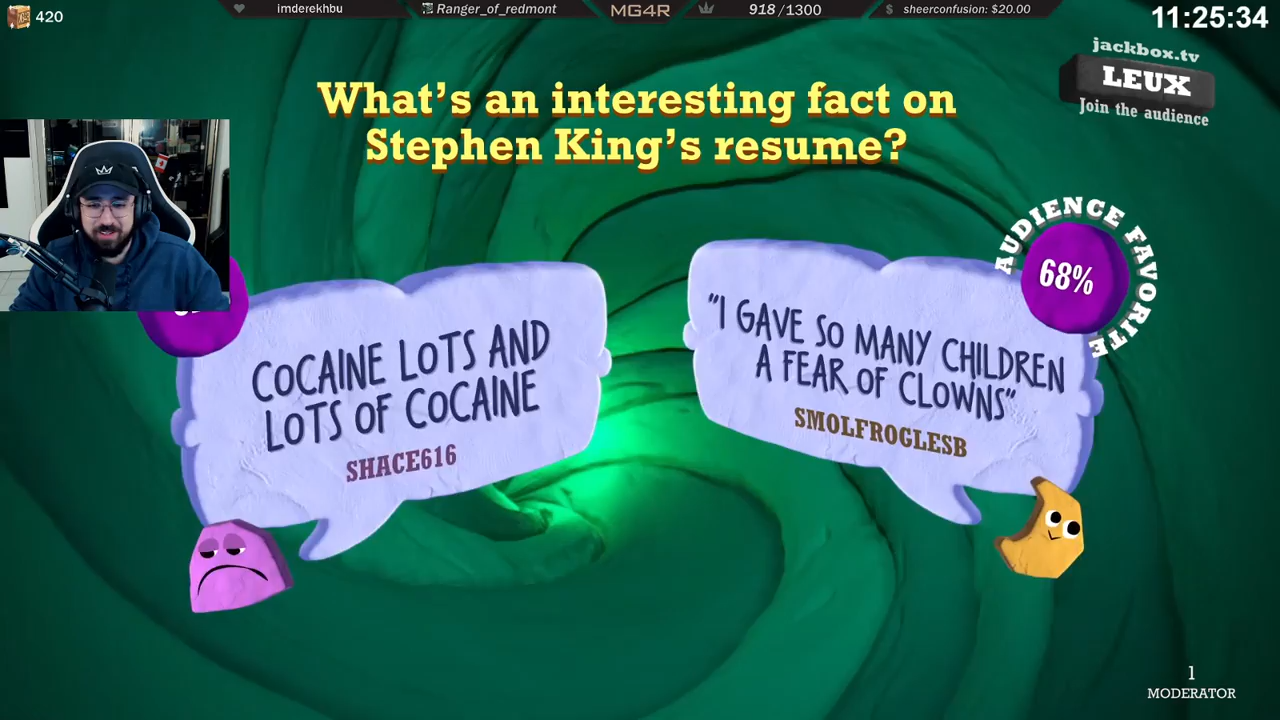 420
imderekhbu
Ranger_of_redmont
MG4R
918/1300
$ sheerconfusion: $20.00
11:25:34
jackbox.tv
LEUX
Join the audience
What's an interesting fact on
Stephen King's resume?
AUDIENCE FAVORITE
68%
COCAINE LOTS AND
LOTS OF COCAINE
SHACE616
"I GAVE SO MANY CHILDREN
A FEAR OF CLOWNS"
SMOLFROGLESB
1
MODERATOR